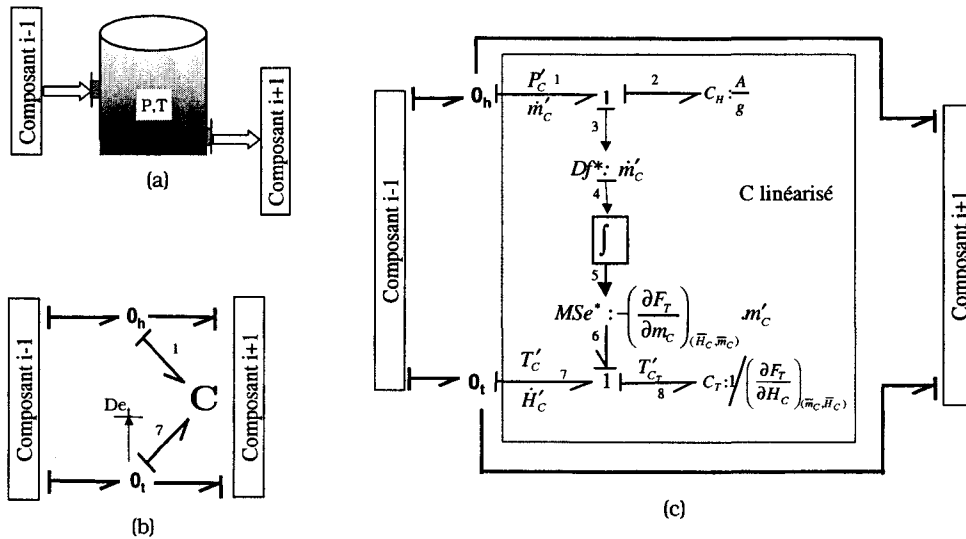 Composant i-1
P,T
Composant i+1
(a)
Composant i-1
0h
1
C
De
7
0t
Composant i+1
(b)
Composant i-1
0h
P′C
1
ṁ′C
1
2
CH : A/g
3
Df* : ṁ′C
4
C linéarisé
∫
5
MSe* : -(∂FT/∂mC)(H̄C, m̄C) .m′C
6
0t
T′C
7
Ḣ′C
1
T′CT
8
CT : 1/(∂FT/∂HC)(m̄C, H̄C)
Composant i+1
(c)